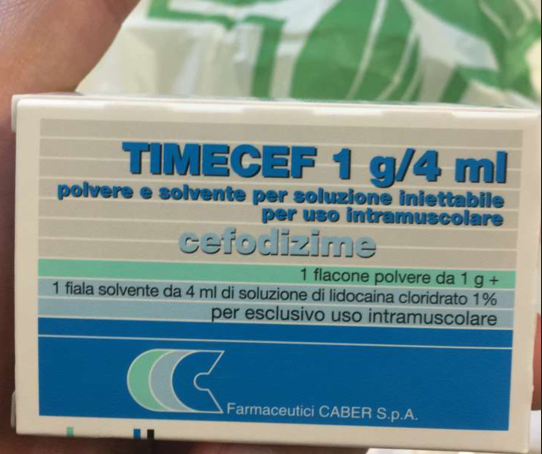 TIMECEF 1 g/4 ml
polvere e solvente per soluzione iniettabile
per uso intramuscolare
cefodizime
1 flacone polvere da 1 g +
1 fiala solvente da 4 ml di soluzione di lidocaina cloridrato 1%
per esclusivo uso intramuscolare
Farmaceutici CABER S.p.A.